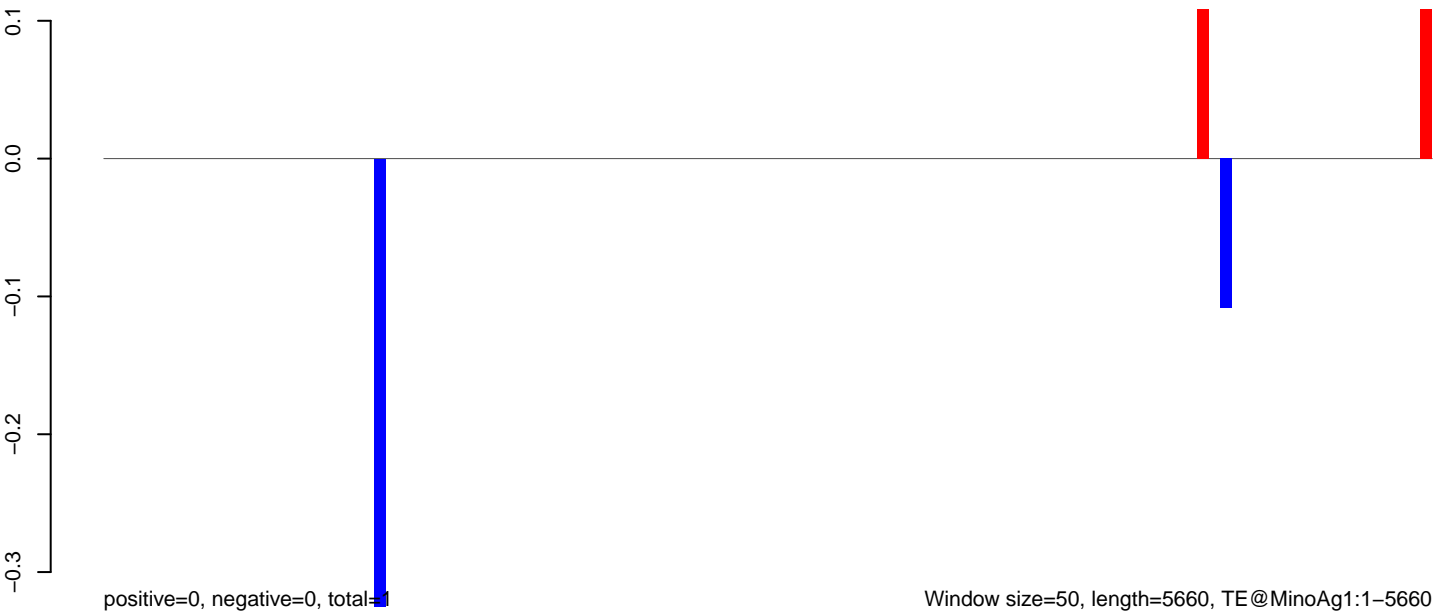 0.1
0.0
−0.1
−0.2
−0.3
positive=0, negative=0, total=1
Window size=50, length=5660, TE@MinoAg1:1−5660